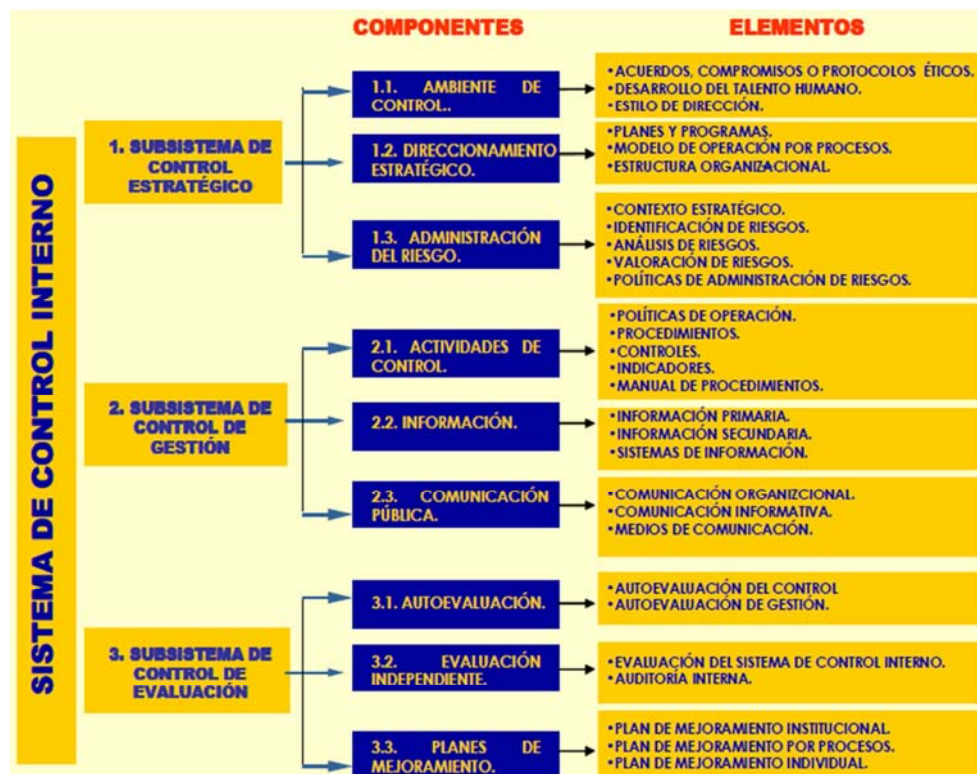 COMPONENTES
ELEMENTOS
SISTEMA DE CONTROL INTERNO
1. SUBSISTEMA DE
CONTROL
ESTRATÉGICO
1.1. AMBIENTE DE
CONTROL..
•ACUERDOS, COMPROMISOS O PROTOCOLOS ÉTICOS.
•DESARROLLO DEL TALENTO HUMANO.
•ESTILO DE DIRECCIÓN.
1.2. DIRECCIONAMIENTO
ESTRATÉGICO.
•PLANES Y PROGRAMAS.
•MODELO DE OPERACIÓN POR PROCESOS.
•ESTRUCTURA ORGANIZACIONAL.
1.3. ADMINISTRACIÓN
DEL RIESGO.
•CONTEXTO ESTRATÉGICO.
•IDENTIFICACIÓN DE RIESGOS.
•ANÁLISIS DE RIESGOS.
•VALORACIÓN DE RIESGOS.
•POLÍTICAS DE ADMINISTRACIÓN DE RIESGOS.
2. SUBSISTEMA DE
CONTROL DE
GESTIÓN
2.1. ACTIVIDADES DE
CONTROL.
•POLÍTICAS DE OPERACIÓN.
•PROCEDIMIENTOS.
•CONTROLES.
•INDICADORES.
•MANUAL DE PROCEDIMIENTOS.
2.2. INFORMACIÓN.
•INFORMACIÓN PRIMARIA.
•INFORMACIÓN SECUNDARIA.
•SISTEMAS DE INFORMACIÓN.
2.3. COMUNICACIÓN
PÚBLICA.
•COMUNICACIÓN ORGANIZCIONAL.
•COMUNICACIÓN INFORMATIVA.
•MEDIOS DE COMUNICACIÓN.
3. SUBSISTEMA DE
CONTROL DE
EVALUACIÓN
3.1. AUTOEVALUACIÓN.
•AUTOEVALUACIÓN DEL CONTROL
•AUTOEVALUACIÓN DE GESTIÓN.
3.2. EVALUACIÓN
INDEPENDIENTE.
•EVALUACIÓN DEL SISTEMA DE CONTROL INTERNO.
•AUDITORÍA INTERNA.
3.3. PLANES DE
MEJORAMIENTO.
•PLAN DE MEJORAMIENTO INSTITUCIONAL.
•PLAN DE MEJORAMIENTO POR PROCESOS.
•PLAN DE MEJORAMIENTO INDIVIDUAL.